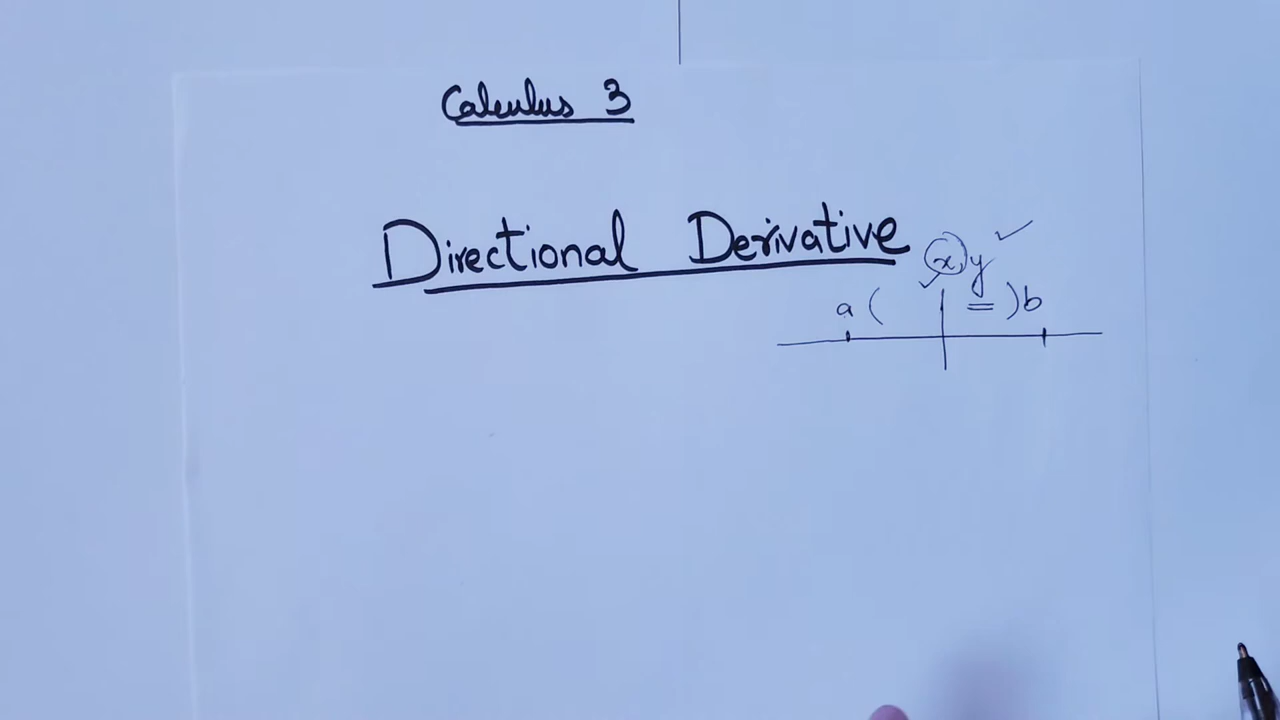 Calculus 3
Directional Derivative
x, y ✓
✓
a ( = ) b